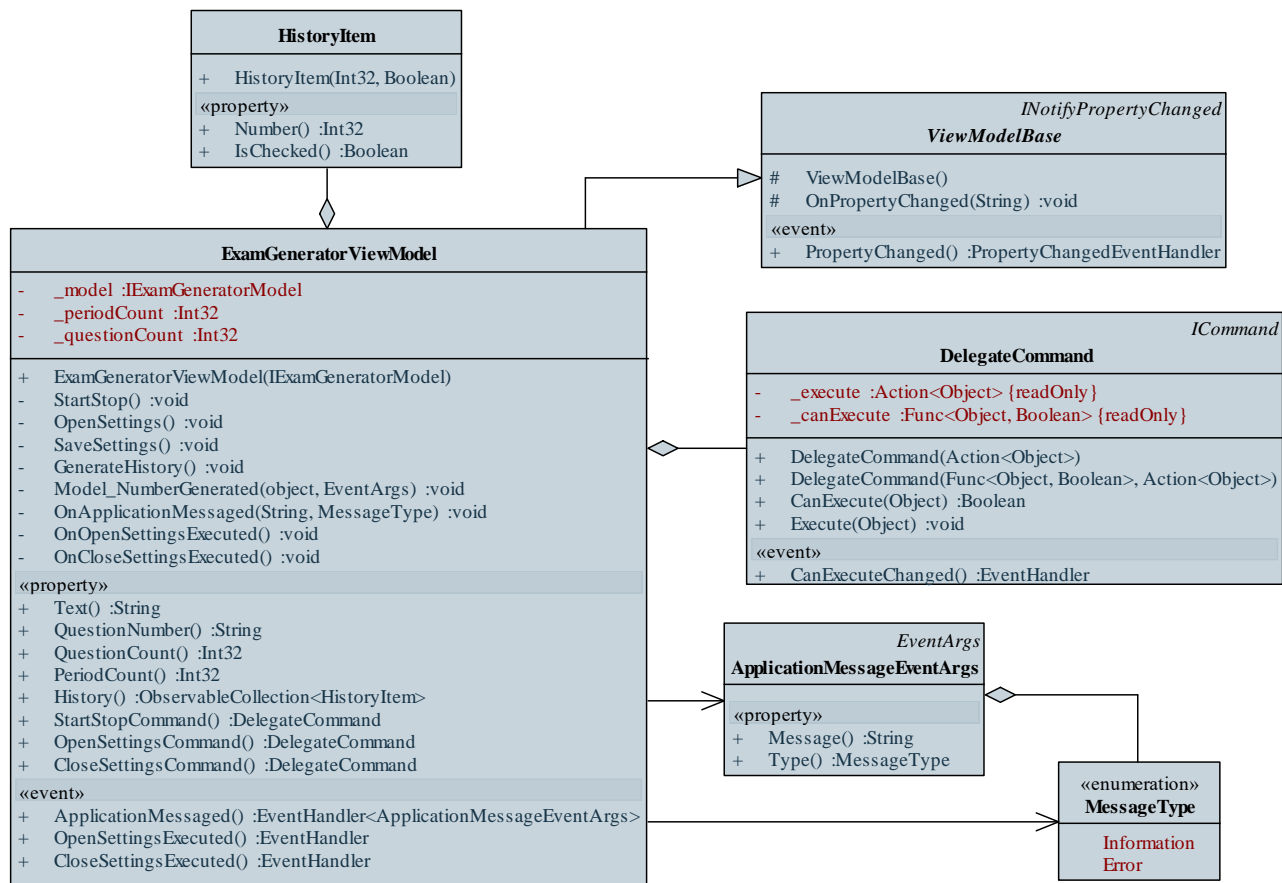 HistoryItem
+ HistoryItem(Int32, Boolean)
«property»
+ Number() :Int32
+ IsChecked() :Boolean
INotifyPropertyChanged
ViewModelBase
# ViewModelBase()
# OnPropertyChanged(String) :void
«event»
+ PropertyChanged() :PropertyChangedEventHandler
ExamGeneratorViewModel
- _model :IExamGeneratorModel
- _periodCount :Int32
- _questionCount :Int32
+ ExamGeneratorViewModel(IExamGeneratorModel)
- StartStop() :void
- OpenSettings() :void
- SaveSettings() :void
- GenerateHistory() :void
- Model_NumberGenerated(object, EventArgs) :void
- OnApplicationMessaged(String, MessageType) :void
- OnOpenSettingsExecuted() :void
- OnCloseSettingsExecuted() :void
«property»
+ Text() :String
+ QuestionNumber() :String
+ QuestionCount() :Int32
+ PeriodCount() :Int32
+ History() :ObservableCollection<HistoryItem>
+ StartStopCommand() :DelegateCommand
+ OpenSettingsCommand() :DelegateCommand
+ CloseSettingsCommand() :DelegateCommand
«event»
+ ApplicationMessaged() :EventHandler<ApplicationMessageEventArgs>
+ OpenSettingsExecuted() :EventHandler
+ CloseSettingsExecuted() :EventHandler
ICommand
DelegateCommand
- _execute :Action<Object> {readOnly}
- _canExecute :Func<Object, Boolean> {readOnly}
+ DelegateCommand(Action<Object>)
+ DelegateCommand(Func<Object, Boolean>, Action<Object>)
+ CanExecute(Object) :Boolean
+ Execute(Object) :void
«event»
+ CanExecuteChanged() :EventHandler
EventArgs
ApplicationMessageEventArgs
«property»
+ Message() :String
+ Type() :MessageType
«enumeration»
MessageType
Information
Error